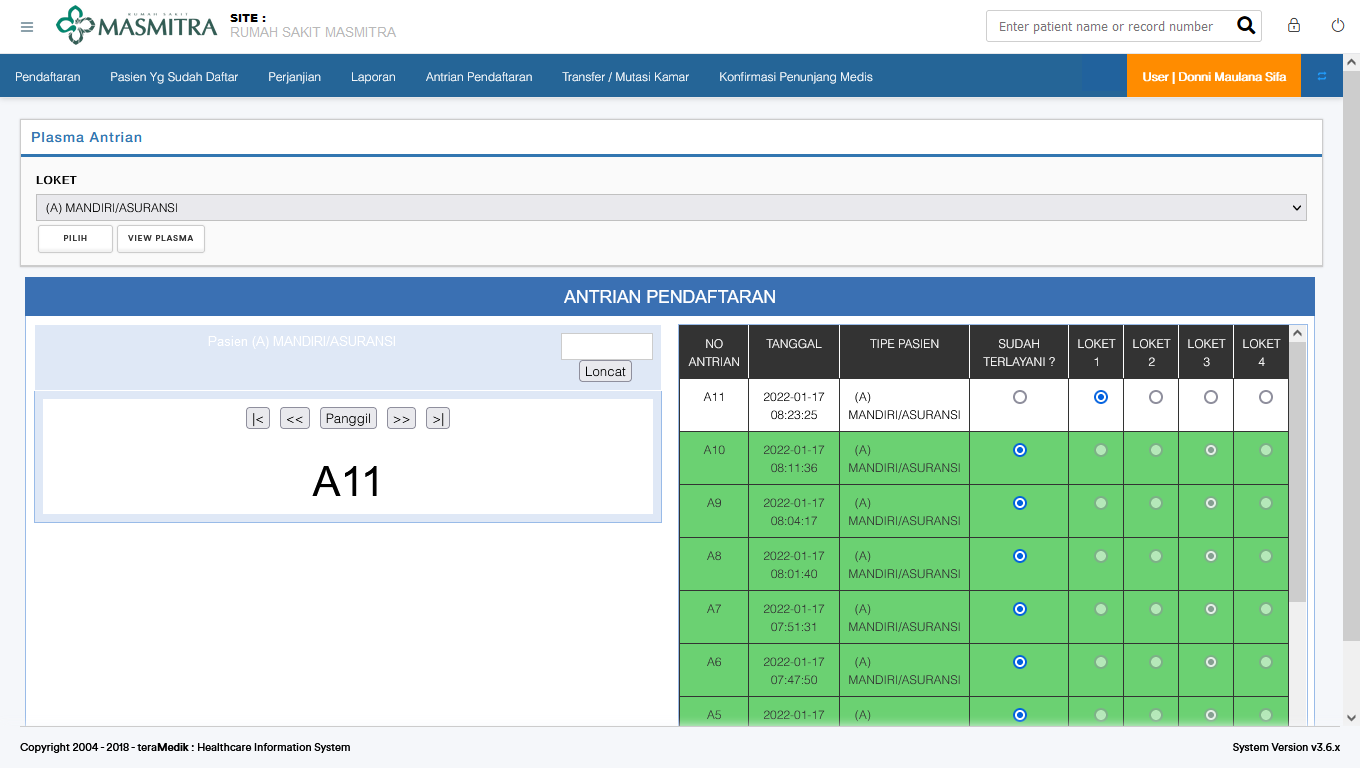 RUMAH SAKIT
MASMITRA
SITE :
RUMAH SAKIT MASMITRA
Enter patient name or record number
Pendaftaran Pasien Yg Sudah Daftar Perjanjian Laporan Antrian Pendaftaran Transfer / Mutasi Kamar Konfirmasi Penunjang Medis User | Donni Maulana Sifa
Plasma Antrian
LOKET
(A) MANDIRI/ASURANSI
PILIH VIEW PLASMA
ANTRIAN PENDAFTARAN
Pasien (A) MANDIRI/ASURANSI
Loncat
|< << Panggil >> >|
A11
NO ANTRIAN TANGGAL TIPE PASIEN SUDAH TERLAYANI ? LOKET 1 LOKET 2 LOKET 3 LOKET 4
A11 2022-01-17 08:23:25 (A) MANDIRI/ASURANSI
A10 2022-01-17 08:11:36 (A) MANDIRI/ASURANSI
A9 2022-01-17 08:04:17 (A) MANDIRI/ASURANSI
A8 2022-01-17 08:01:40 (A) MANDIRI/ASURANSI
A7 2022-01-17 07:51:31 (A) MANDIRI/ASURANSI
A6 2022-01-17 07:47:50 (A) MANDIRI/ASURANSI
A5 2022-01-17 (A)
Copyright 2004 - 2018 - teraMedik : Healthcare Information System
System Version v3.6.x